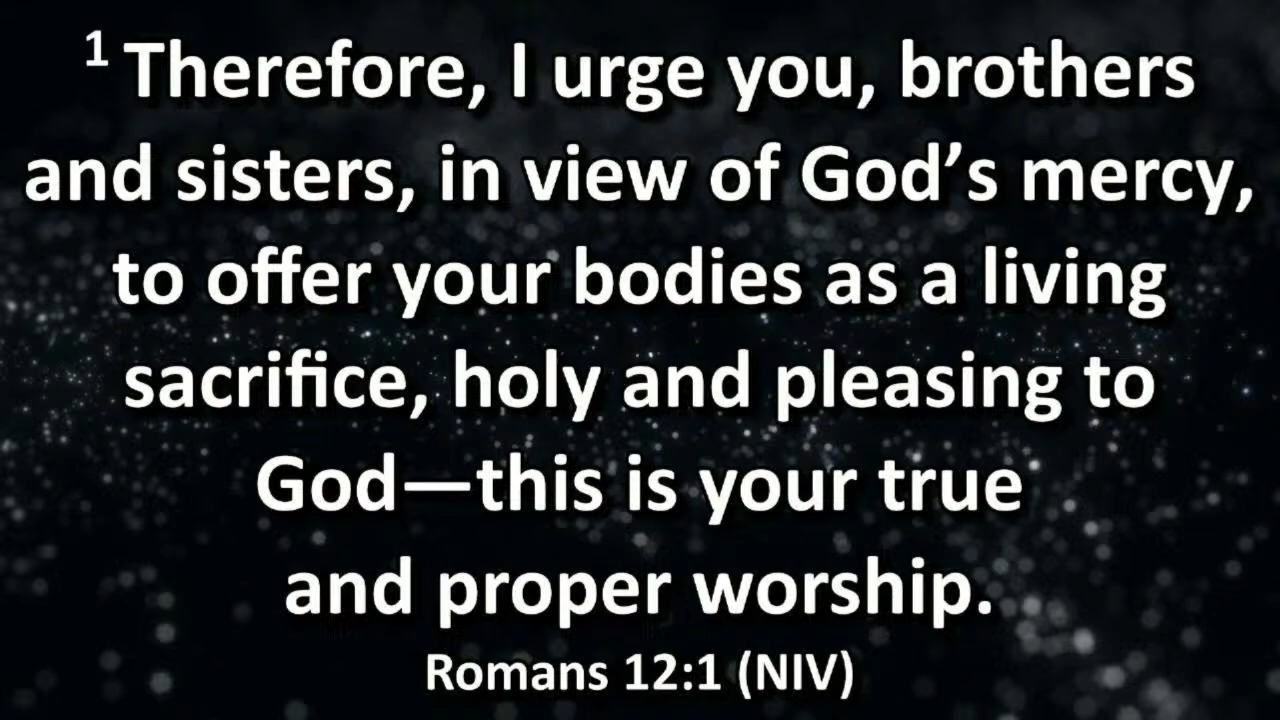 1 Therefore, I urge you, brothers
and sisters, in view of God’s mercy,
to offer your bodies as a living
sacrifice, holy and pleasing to
God—this is your true
and proper worship.
Romans 12:1 (NIV)